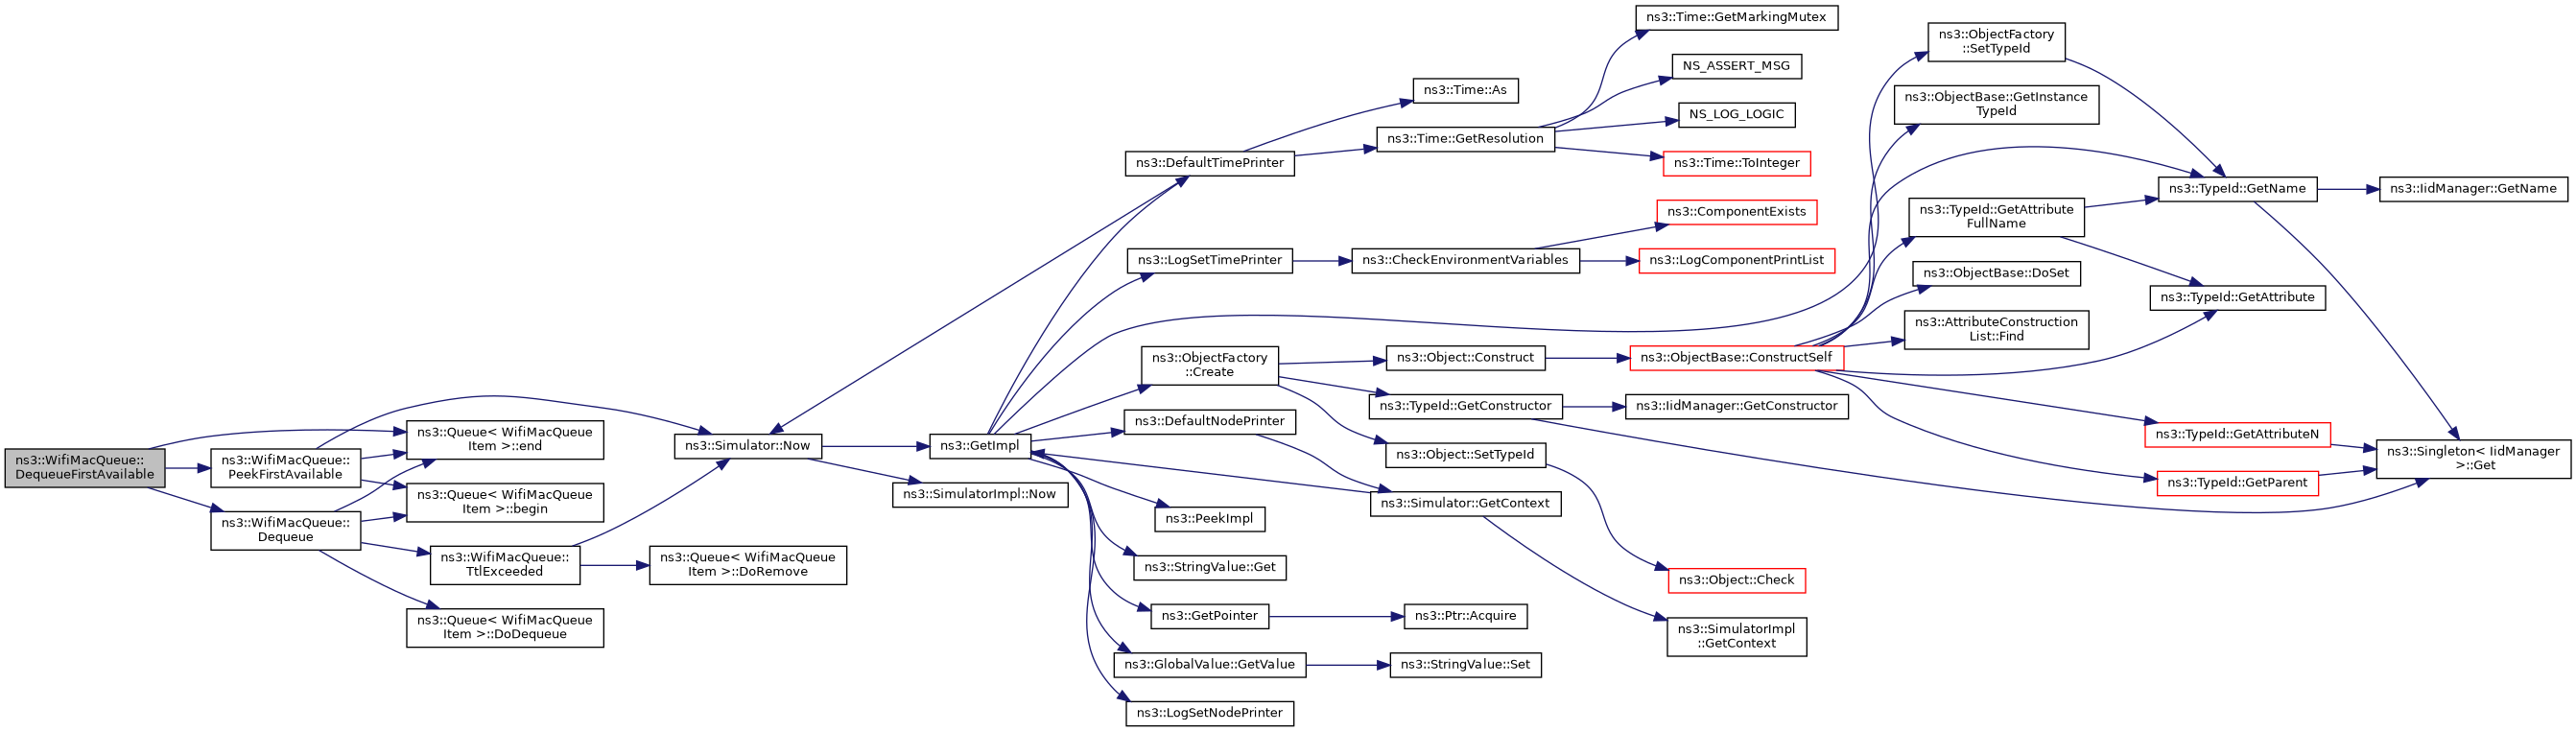 ns3::WifiMacQueue::
DequeueFirstAvailable
ns3::WifiMacQueue::
PeekFirstAvailable
ns3::WifiMacQueue::
Dequeue
ns3::Queue< WifiMacQueue
Item >::end
ns3::Queue< WifiMacQueue
Item >::begin
ns3::WifiMacQueue::
TtlExceeded
ns3::Queue< WifiMacQueue
Item >::DoDequeue
ns3::Simulator::Now
ns3::Queue< WifiMacQueue
Item >::DoRemove
ns3::GetImpl
ns3::SimulatorImpl::Now
ns3::DefaultTimePrinter
ns3::LogSetTimePrinter
ns3::ObjectFactory
::Create
ns3::DefaultNodePrinter
ns3::PeekImpl
ns3::StringValue::Get
ns3::GetPointer
ns3::GlobalValue::GetValue
ns3::LogSetNodePrinter
ns3::Time::As
ns3::Time::GetResolution
ns3::CheckEnvironmentVariables
ns3::Object::Construct
ns3::TypeId::GetConstructor
ns3::Object::SetTypeId
ns3::Simulator::GetContext
ns3::Ptr::Acquire
ns3::StringValue::Set
ns3::Time::GetMarkingMutex
NS_ASSERT_MSG
NS_LOG_LOGIC
ns3::Time::ToInteger
ns3::ComponentExists
ns3::LogComponentPrintList
ns3::ObjectBase::ConstructSelf
ns3::IidManager::GetConstructor
ns3::Object::Check
ns3::SimulatorImpl
::GetContext
ns3::ObjectFactory
::SetTypeId
ns3::ObjectBase::GetInstance
TypeId
ns3::TypeId::GetAttribute
FullName
ns3::ObjectBase::DoSet
ns3::AttributeConstruction
List::Find
ns3::TypeId::GetName
ns3::TypeId::GetAttribute
ns3::TypeId::GetAttributeN
ns3::TypeId::GetParent
ns3::IidManager::GetName
ns3::Singleton< IidManager
>::Get